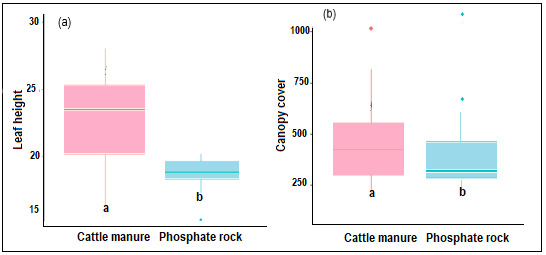 (a)
30
25
20
15
Leaf height
a
b
Cattle manure Phosphate rock
(b)
1000
750
500
250
Canopy cover
a
b
Cattle manure Phosphate rock